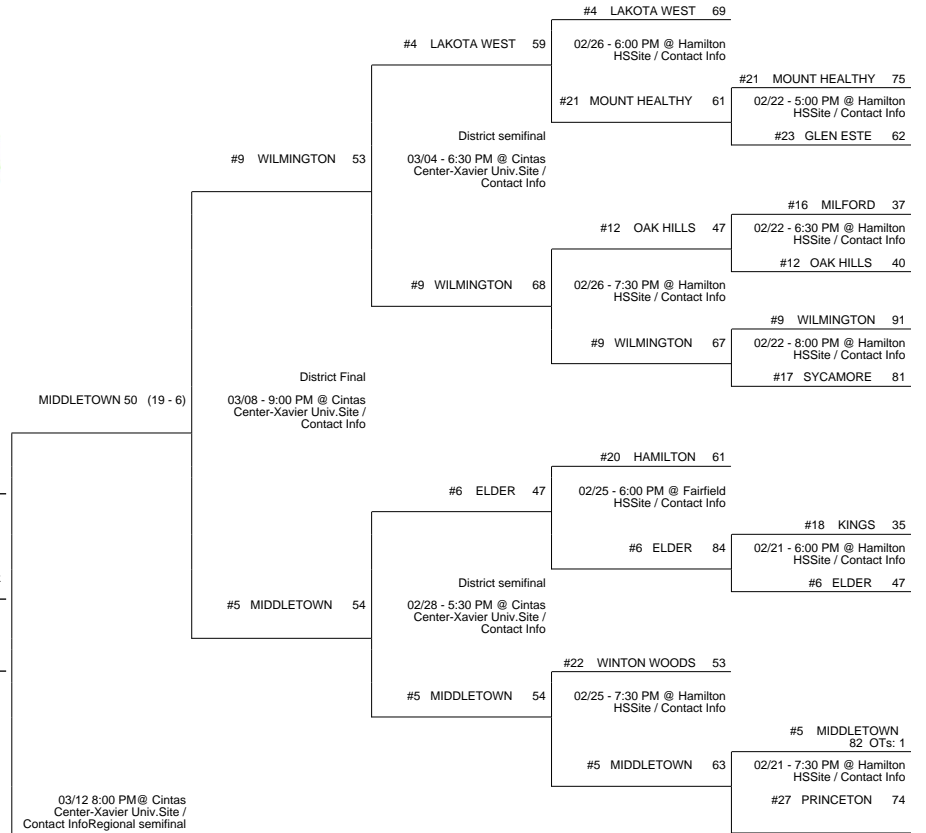 #4 LAKOTA WEST 69
#4 LAKOTA WEST 59
02/26 - 6:00 PM @ Hamilton
HSSite / Contact Info
#21 MOUNT HEALTHY 75
#21 MOUNT HEALTHY 61
02/22 - 5:00 PM @ Hamilton
HSSite / Contact Info
#23 GLEN ESTE 62
District semifinal
#9 WILMINGTON 53
03/04 - 6:30 PM @ Cintas
Center-Xavier Univ.Site /
Contact Info
#16 MILFORD 37
#12 OAK HILLS 47
02/22 - 6:30 PM @ Hamilton
HSSite / Contact Info
#12 OAK HILLS 40
#9 WILMINGTON 68
02/26 - 7:30 PM @ Hamilton
HSSite / Contact Info
#9 WILMINGTON 91
#9 WILMINGTON 67
02/22 - 8:00 PM @ Hamilton
HSSite / Contact Info
#17 SYCAMORE 81
District Final
MIDDLETOWN 50 (19 - 6)
03/08 - 9:00 PM @ Cintas
Center-Xavier Univ.Site /
Contact Info
#20 HAMILTON 61
#6 ELDER 47
02/25 - 6:00 PM @ Fairfield
HSSite / Contact Info
#18 KINGS 35
#6 ELDER 84
02/21 - 6:00 PM @ Hamilton
HSSite / Contact Info
#6 ELDER 47
District semifinal
#5 MIDDLETOWN 54
02/28 - 5:30 PM @ Cintas
Center-Xavier Univ.Site /
Contact Info
#22 WINTON WOODS 53
#5 MIDDLETOWN 54
02/25 - 7:30 PM @ Hamilton
HSSite / Contact Info
#5 MIDDLETOWN
82 OTs: 1
#5 MIDDLETOWN 63
02/21 - 7:30 PM @ Hamilton
HSSite / Contact Info
#27 PRINCETON 74
03/12 8:00 PM@ Cintas
Center-Xavier Univ.Site /
Contact InfoRegional semifinal